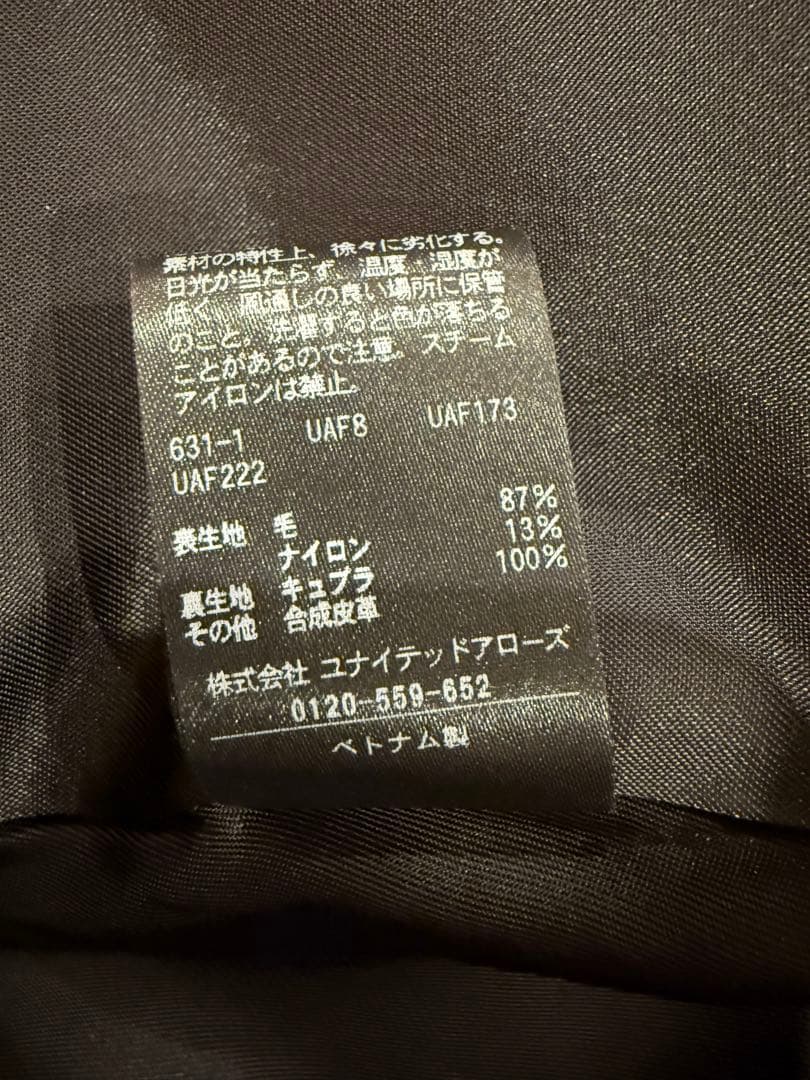 素材の特性上、徐々に劣化する。
日光が当たらず、温度、湿度が
低く、風通しの良い場所に保管
のこと。洗濯すると色が落ちる
ことがあるので注意。スチーム
アイロンは禁止。
631-1 UAF8 UAF173
UAF222
表生地 毛 87%
ナイロン 13%
裏生地 キュプラ 100%
その他 合成皮革
株式会社 ユナイテッドアローズ
0120-559-652
ベトナム製